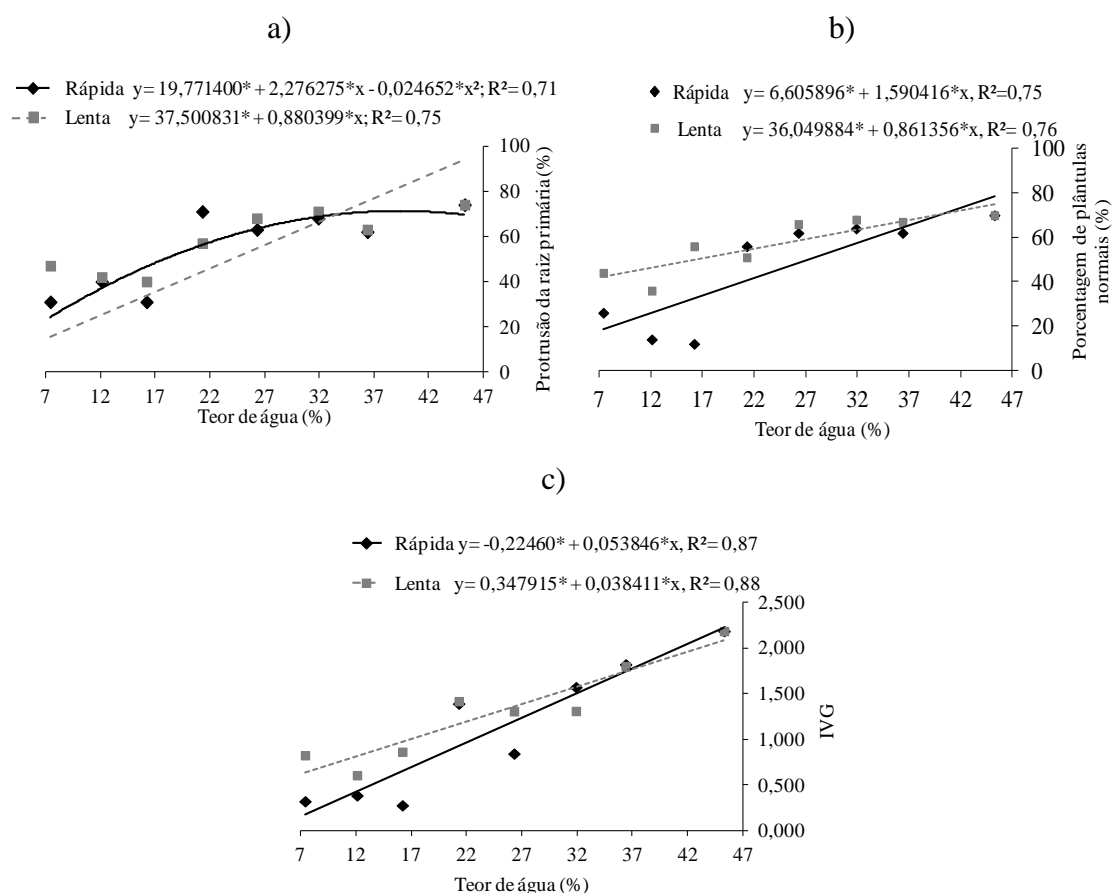 a)
Rápida y= 19,771400* + 2,276275*x - 0,024652*x²; R²= 0,71
Lenta y= 37,500831* + 0,880399*x; R²= 0,75
100
80
60
40
20
0
Protrusão da raiz primária (%)
7 12 17 22 27 32 37 42 47
Teor de água (%)
b)
Rápida y= 6,605896* + 1,590416*x, R²=0,75
Lenta y= 36,049884* + 0,861356*x, R²= 0,76
100
80
60
40
20
0
Porcentagem de plântulas
normais (%)
7 12 17 22 27 32 37 42 47
Teor de água (%)
c)
Rápida y= -0,22460* + 0,053846*x, R²= 0,87
Lenta y= 0,347915* + 0,038411*x, R²= 0,88
2,500
2,000
1,500
1,000
0,500
0,000
IVG
7 12 17 22 27 32 37 42 47
Teor de água (%)